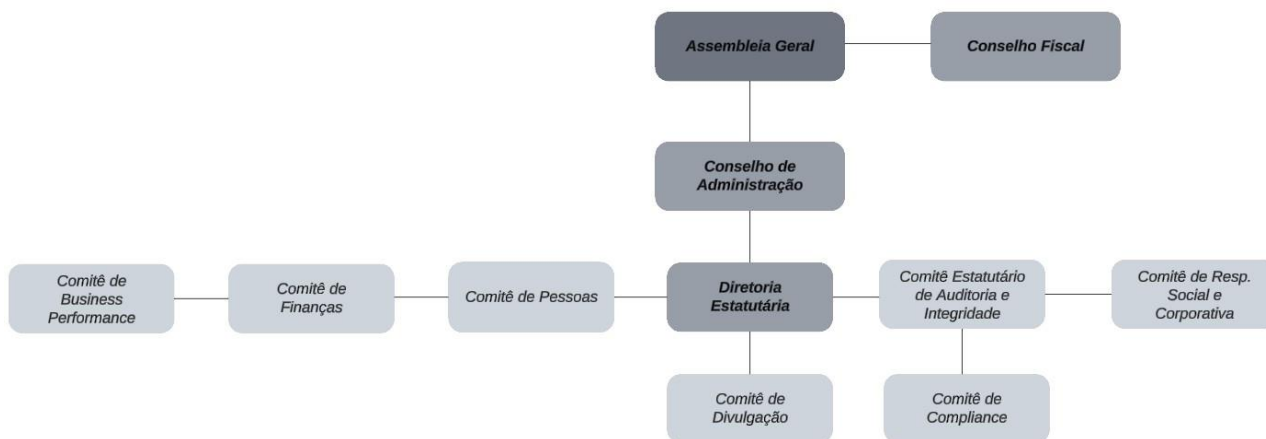 Assembleia Geral
Conselho Fiscal
Conselho de
Administração
Comitê de
Business
Performance
Comitê de
Finanças
Comitê de Pessoas
Diretoria
Estatutária
Comitê Estatutário
de Auditoria e
Integridade
Comitê de Resp.
Social e
Corporativa
Comitê de
Divulgação
Comitê de
Compliance